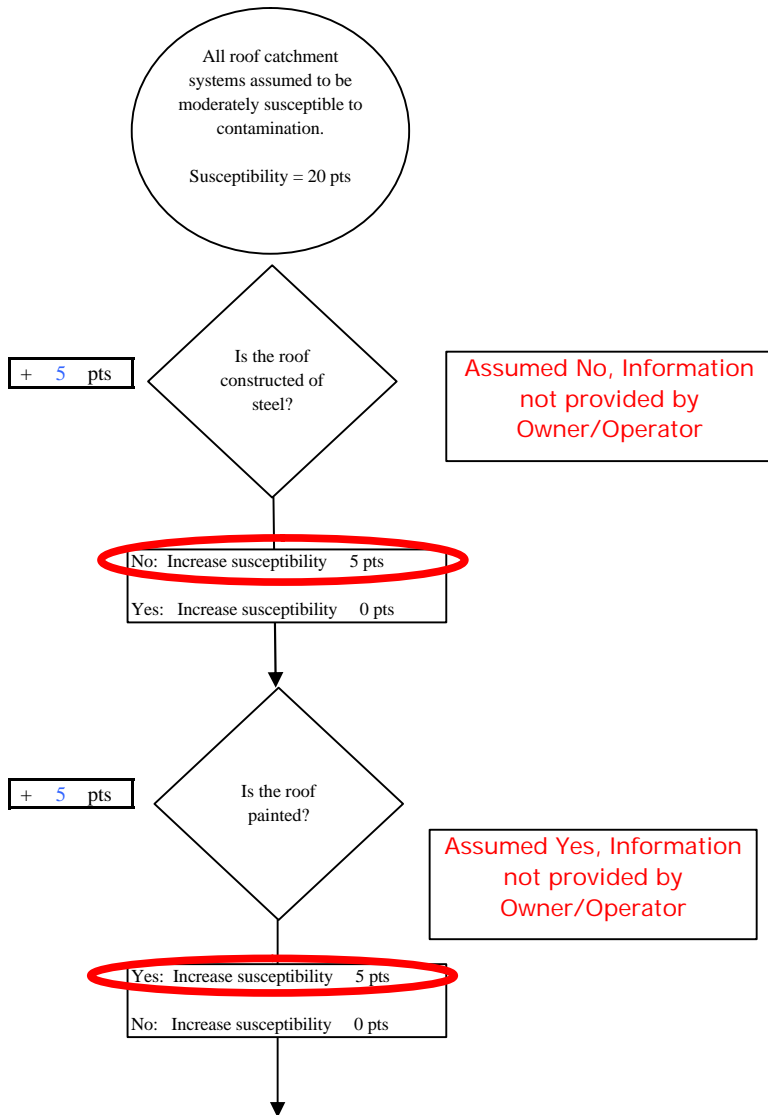 All roof catchment
systems assumed to be
moderately susceptible to
contamination.
Susceptibility = 20 pts
+ 5 pts
Is the roof
constructed of
steel?
Assumed No, Information
not provided by
Owner/Operator
No: Increase susceptibility 5 pts
Yes: Increase susceptibility 0 pts
+ 5 pts
Is the roof
painted?
Assumed Yes, Information
not provided by
Owner/Operator
Yes: Increase susceptibility 5 pts
No: Increase susceptibility 0 pts